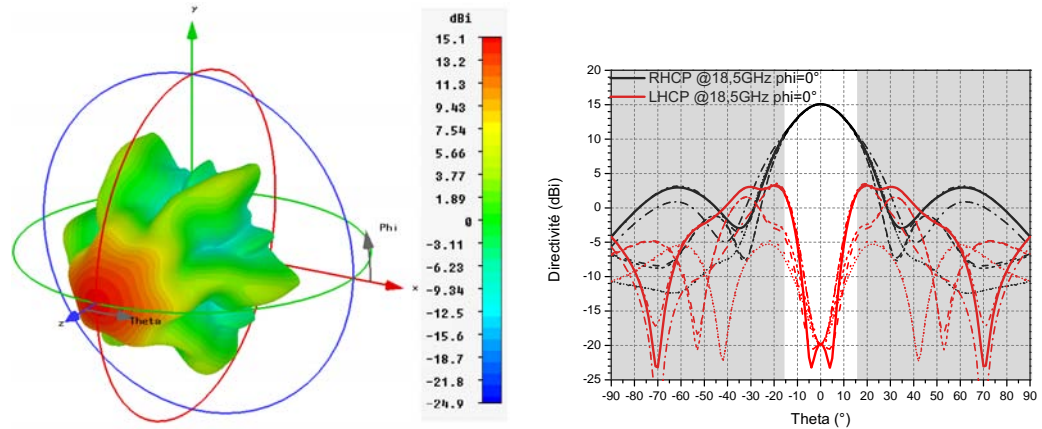 y
Phi
x
z
Theta
dBi
15.1
13.2
11.3
9.43
7.54
5.66
3.77
1.89
0
-3.11
-6.23
-9.34
-12.5
-15.6
-18.7
-21.8
-24.9
RHCP @18,5GHz phi=0°
LHCP @18,5GHz phi=0°
Directivité (dBi)
20
15
10
5
0
-5
-10
-15
-20
-25
-90 -80 -70 -60 -50 -40 -30 -20 -10 0 10 20 30 40 50 60 70 80 90
Theta (°)